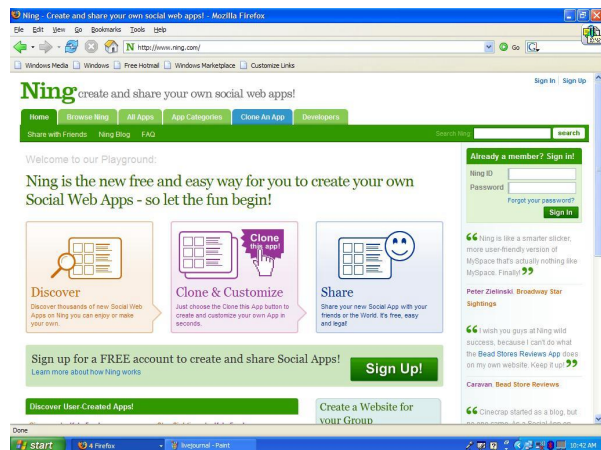 Ning - Create and share your own social web apps! - Mozilla Firefox
File Edit View Go Bookmarks Tools Help
N http://www.ning.com/ Go G
Windows Media Windows Free Hotmail Windows Marketplace Customize Links
Sign In Sign Up
Ning create and share your own social web apps!
Home Browse Ning All Apps App Categories Clone An App Developers
Share with Friends Ning Blog FAQ Search Ning search
Welcome to our Playground:
Ning is the new free and easy way for you to create your own
Social Web Apps - so let the fun begin!
Clone
this app!
Discover
Discover thousands of new Social Web
Apps on Ning you can enjoy or make
your own.
Clone & Customize
Just choose the Clone this App button to
create and customize your own App in
seconds.
Share
Share your new Social App with your
friends or the World. It's free, easy
and legal!
Sign up for a FREE account to create and share Social Apps!
Learn more about how Ning works
Sign Up!
Discover User-Created Apps!
Create a Website for
your Group
Already a member? Sign in!
Ning ID
Password
Forgot your password?
Sign In
“Ning is like a smarter slicker,
more user-friendly version of
MySpace that's actually nothing like
MySpace. Finally!”
Peter Zielinski, Broadway Star
Sightings
“I wish you guys at Ning wild
success, because I can't do what
the Bead Stores Reviews App does
on my own website. Keep it up!”
Caravan, Bead Store Reviews
“Cinecrap started as a blog, but
Done
start 4 Firefox livejournal - Paint 10:42 AM